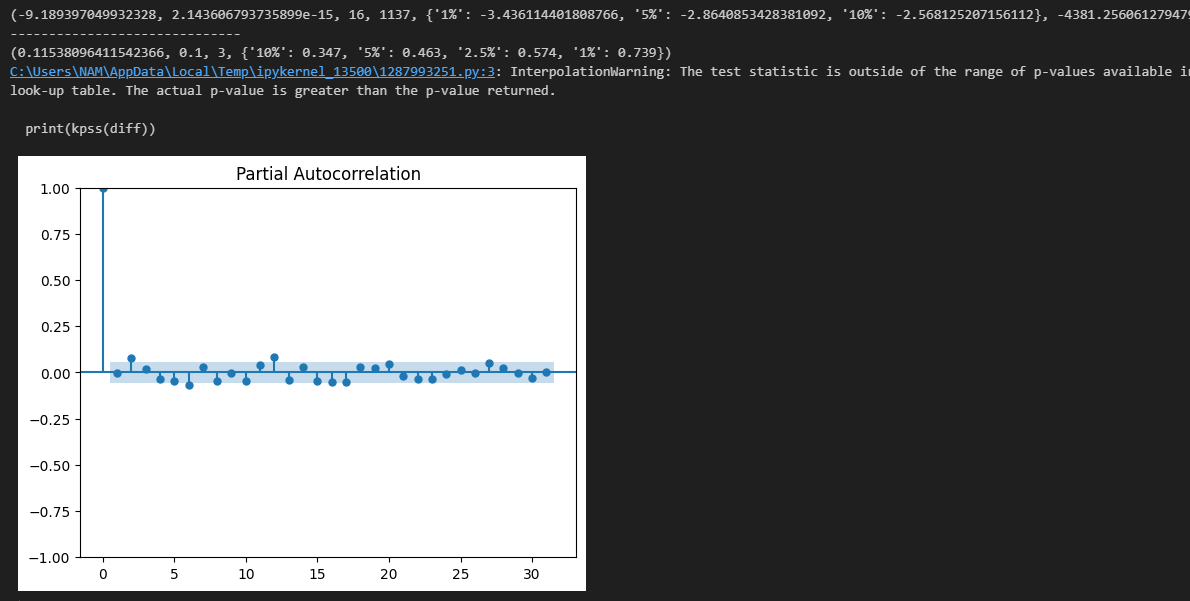 (-9.189397049932328, 2.143606793735899e-15, 16, 1137, {'1%': -3.436114401808766, '5%': -2.8640853428381092, '10%': -2.568125207156112}, -4381.25606127947
------------------------------
(0.11538096411542366, 0.1, 3, {'10%': 0.347, '5%': 0.463, '2.5%': 0.574, '1%': 0.739})
C:\Users\NAM\AppData\Local\Temp\ipykernel_13500\1287993251.py:3: InterpolationWarning: The test statistic is outside of the range of p-values available i
look-up table. The actual p-value is greater than the p-value returned.
print(kpss(diff))
Partial Autocorrelation
1.00
0.75
0.50
0.25
0.00
−0.25
−0.50
−0.75
−1.00
0 5 10 15 20 25 30